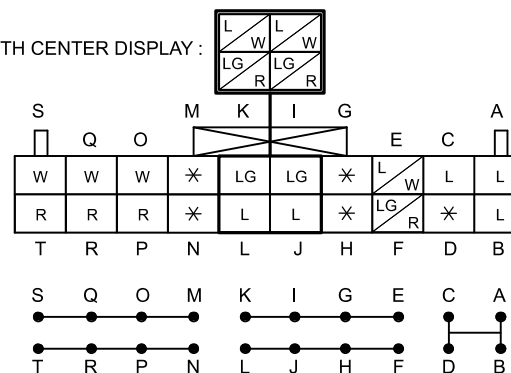 L/W L/W
TH CENTER DISPLAY :
LG/R LG/R
S M K I G A
Q O E C
W W W * LG LG * L/W L L
R R R * L L * LG/R * L
T R P N L J H F D B
S Q O M K I G E C A
T R P N L J H F D B